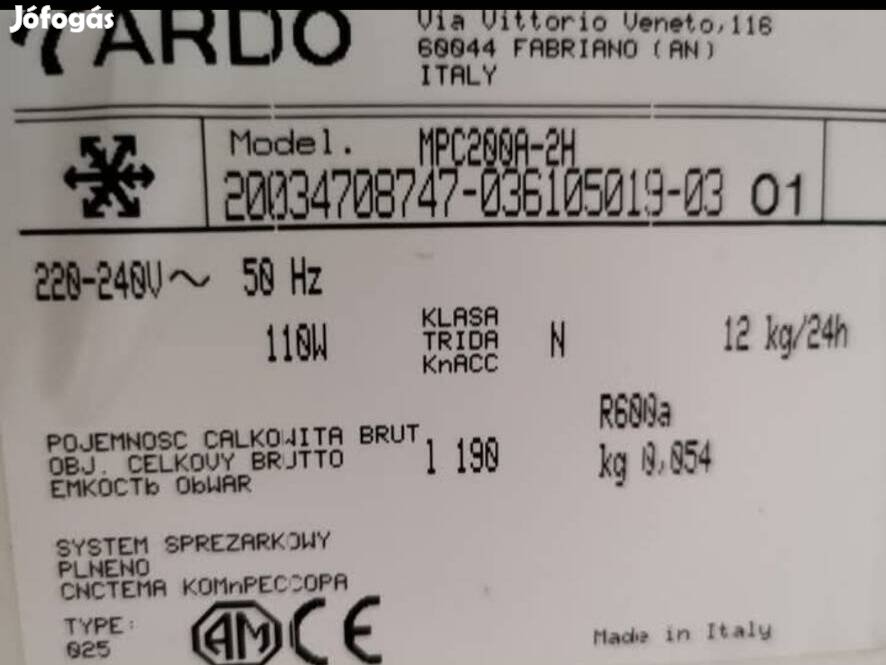 Jófogás
ARDO
Via Vittorio Veneto,116
60044 FABRIANO (AN)
ITALY
Model. MPC200A-2H
20034708747-036105019-03 01
220-240V~ 50 Hz
110W
KLASA
TRIDA
KnACC
N
12 kg/24h
R600a
kg 0,054
POJEMNOSC CALKOWITA BRUT
OBJ. CELKOVY BRUTTO
EMKOCTb ObWAR
l 190
SYSTEM SPREZARKOWY
PLNENO
CNCTEMA KOMnPECCOPA
TYPE:
025
AM CE
Made in Italy